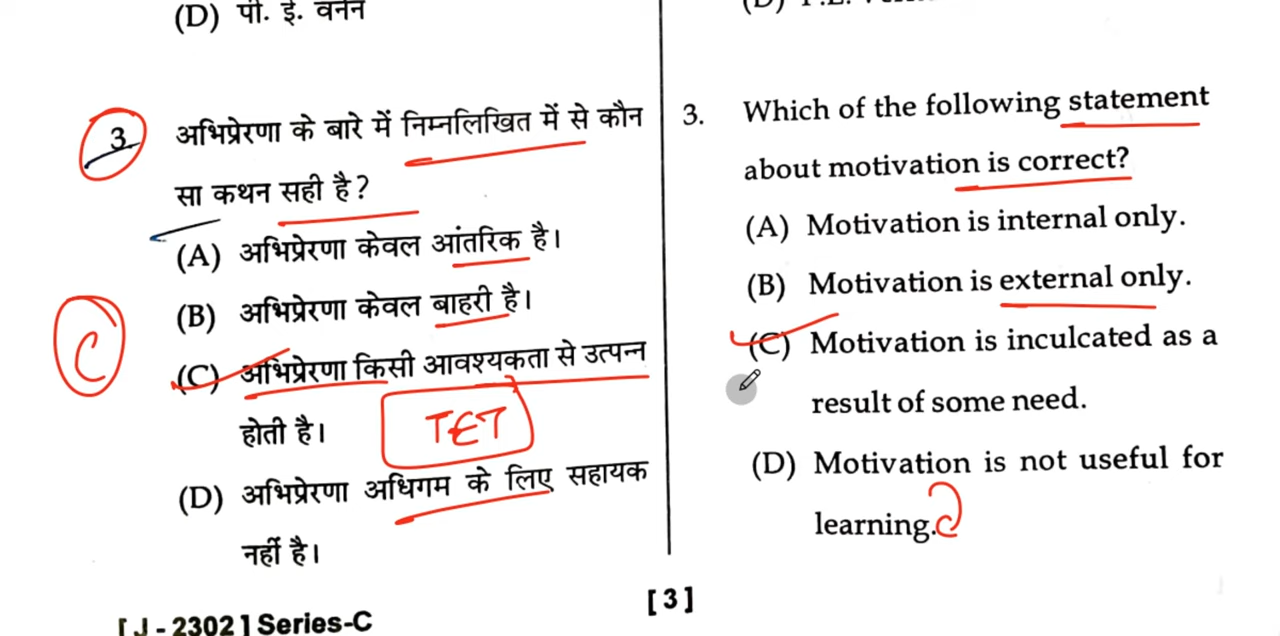 (D) पी. ई. वर्नन
3 अभिप्रेरणा के बारे में निम्नलिखित में से कौन
सा कथन सही है?
(A) अभिप्रेरणा केवल आंतरिक है।
(B) अभिप्रेरणा केवल बाहरी है।
C
(C) अभिप्रेरणा किसी आवश्यकता से उत्पन्न
होती है।
TET
(D) अभिप्रेरणा अधिगम के लिए सहायक
नहीं है।
3. Which of the following statement
about motivation is correct?
(A) Motivation is internal only.
(B) Motivation is external only.
(C) Motivation is inculcated as a
result of some need.
(D) Motivation is not useful for
learning.
[3]
[J-2302] Series-C